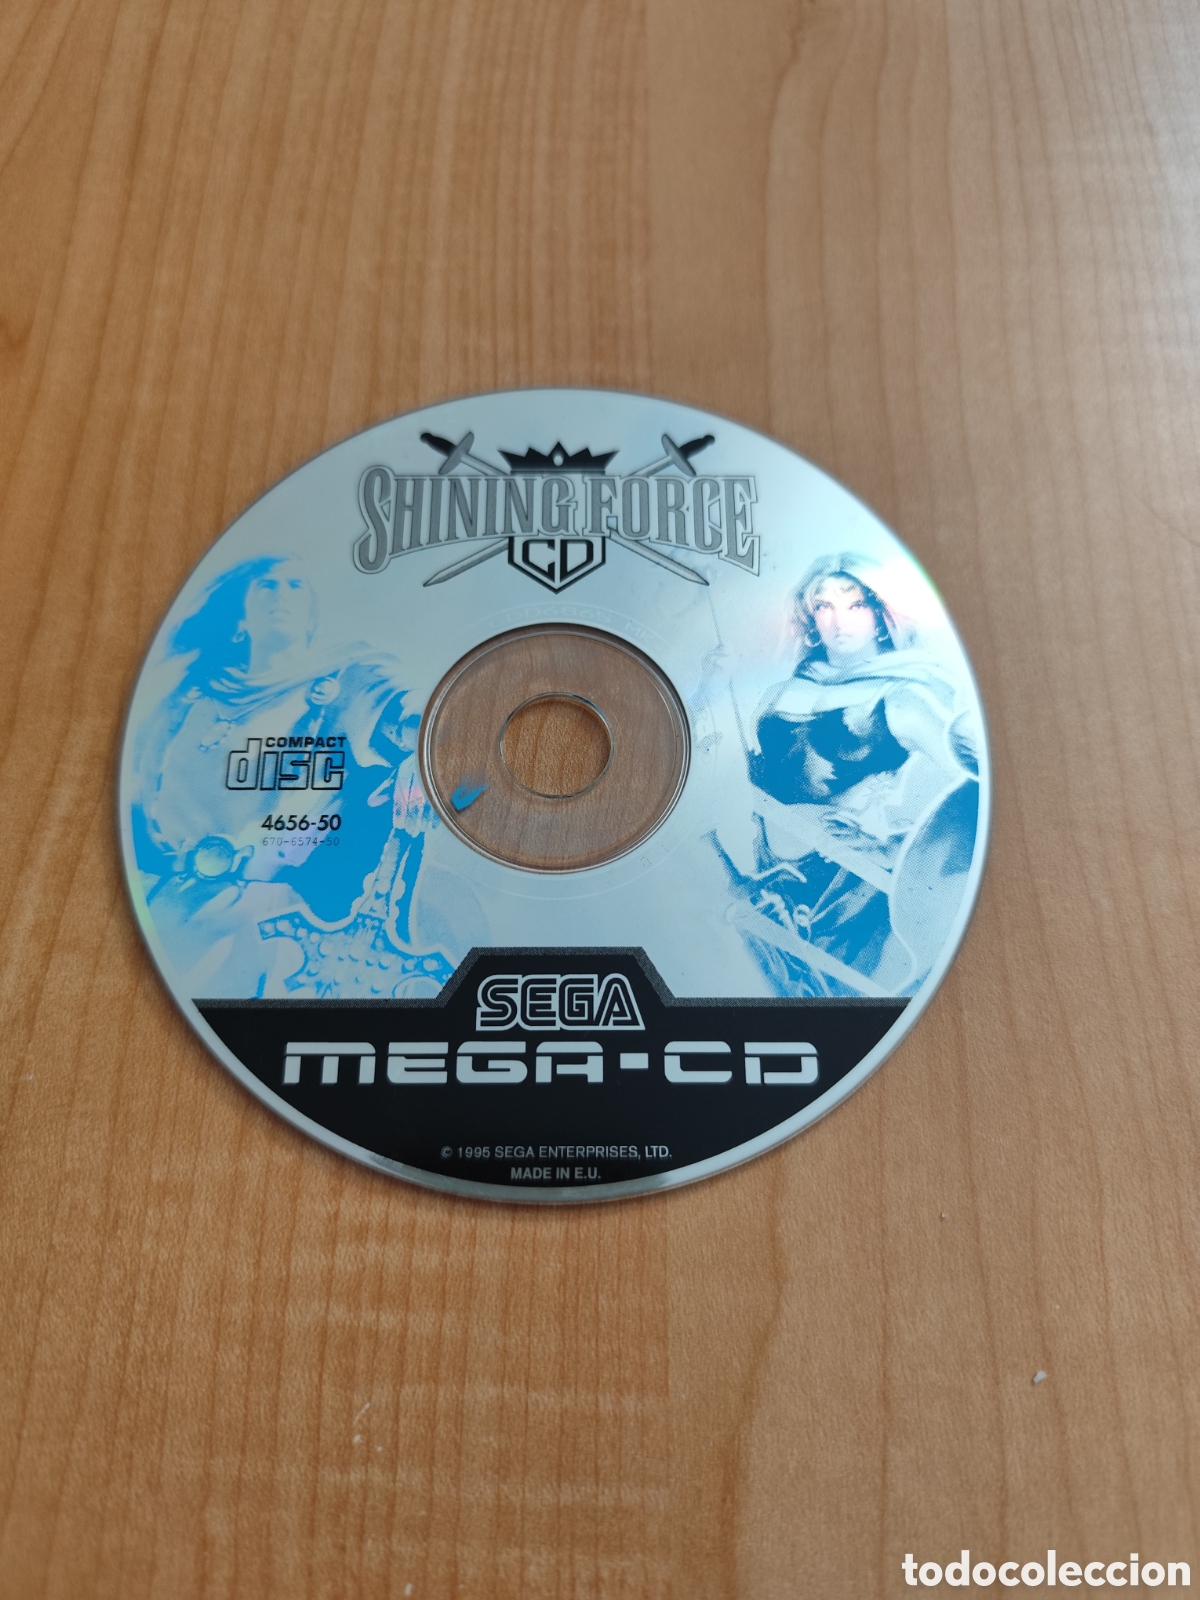 SHINING FORCE
CD
COMPACT
disc
4656-50
670-6574-50
SEGA
MEGA-CD
© 1995 SEGA ENTERPRISES, LTD.
MADE IN E.U.
todocoleccion